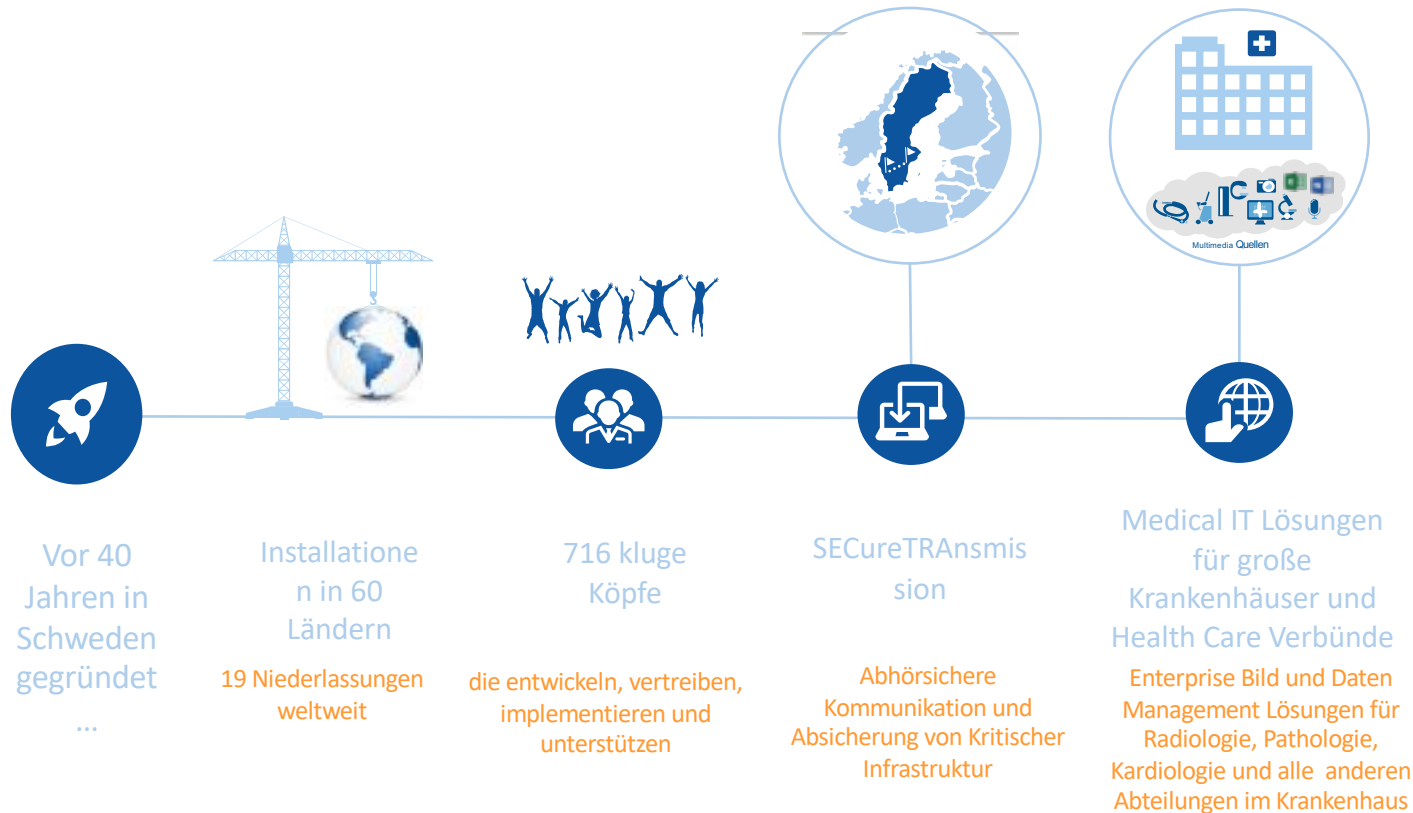 Multimedia Quellen
Vor 40
Jahren in
Schweden
gegründet
...
Installatione
n in 60
Ländern
19 Niederlassungen
weltweit
716 kluge
Köpfe
die entwickeln, vertreiben,
implementieren und
unterstützen
SECureTRAnsmis
sion
Abhörsichere
Kommunikation und
Absicherung von Kritischer
Infrastruktur
Medical IT Lösungen
für große
Krankenhäuser und
Health Care Verbünde
Enterprise Bild und Daten
Management Lösungen für
Radiologie, Pathologie,
Kardiologie und alle anderen
Abteilungen im Krankenhaus